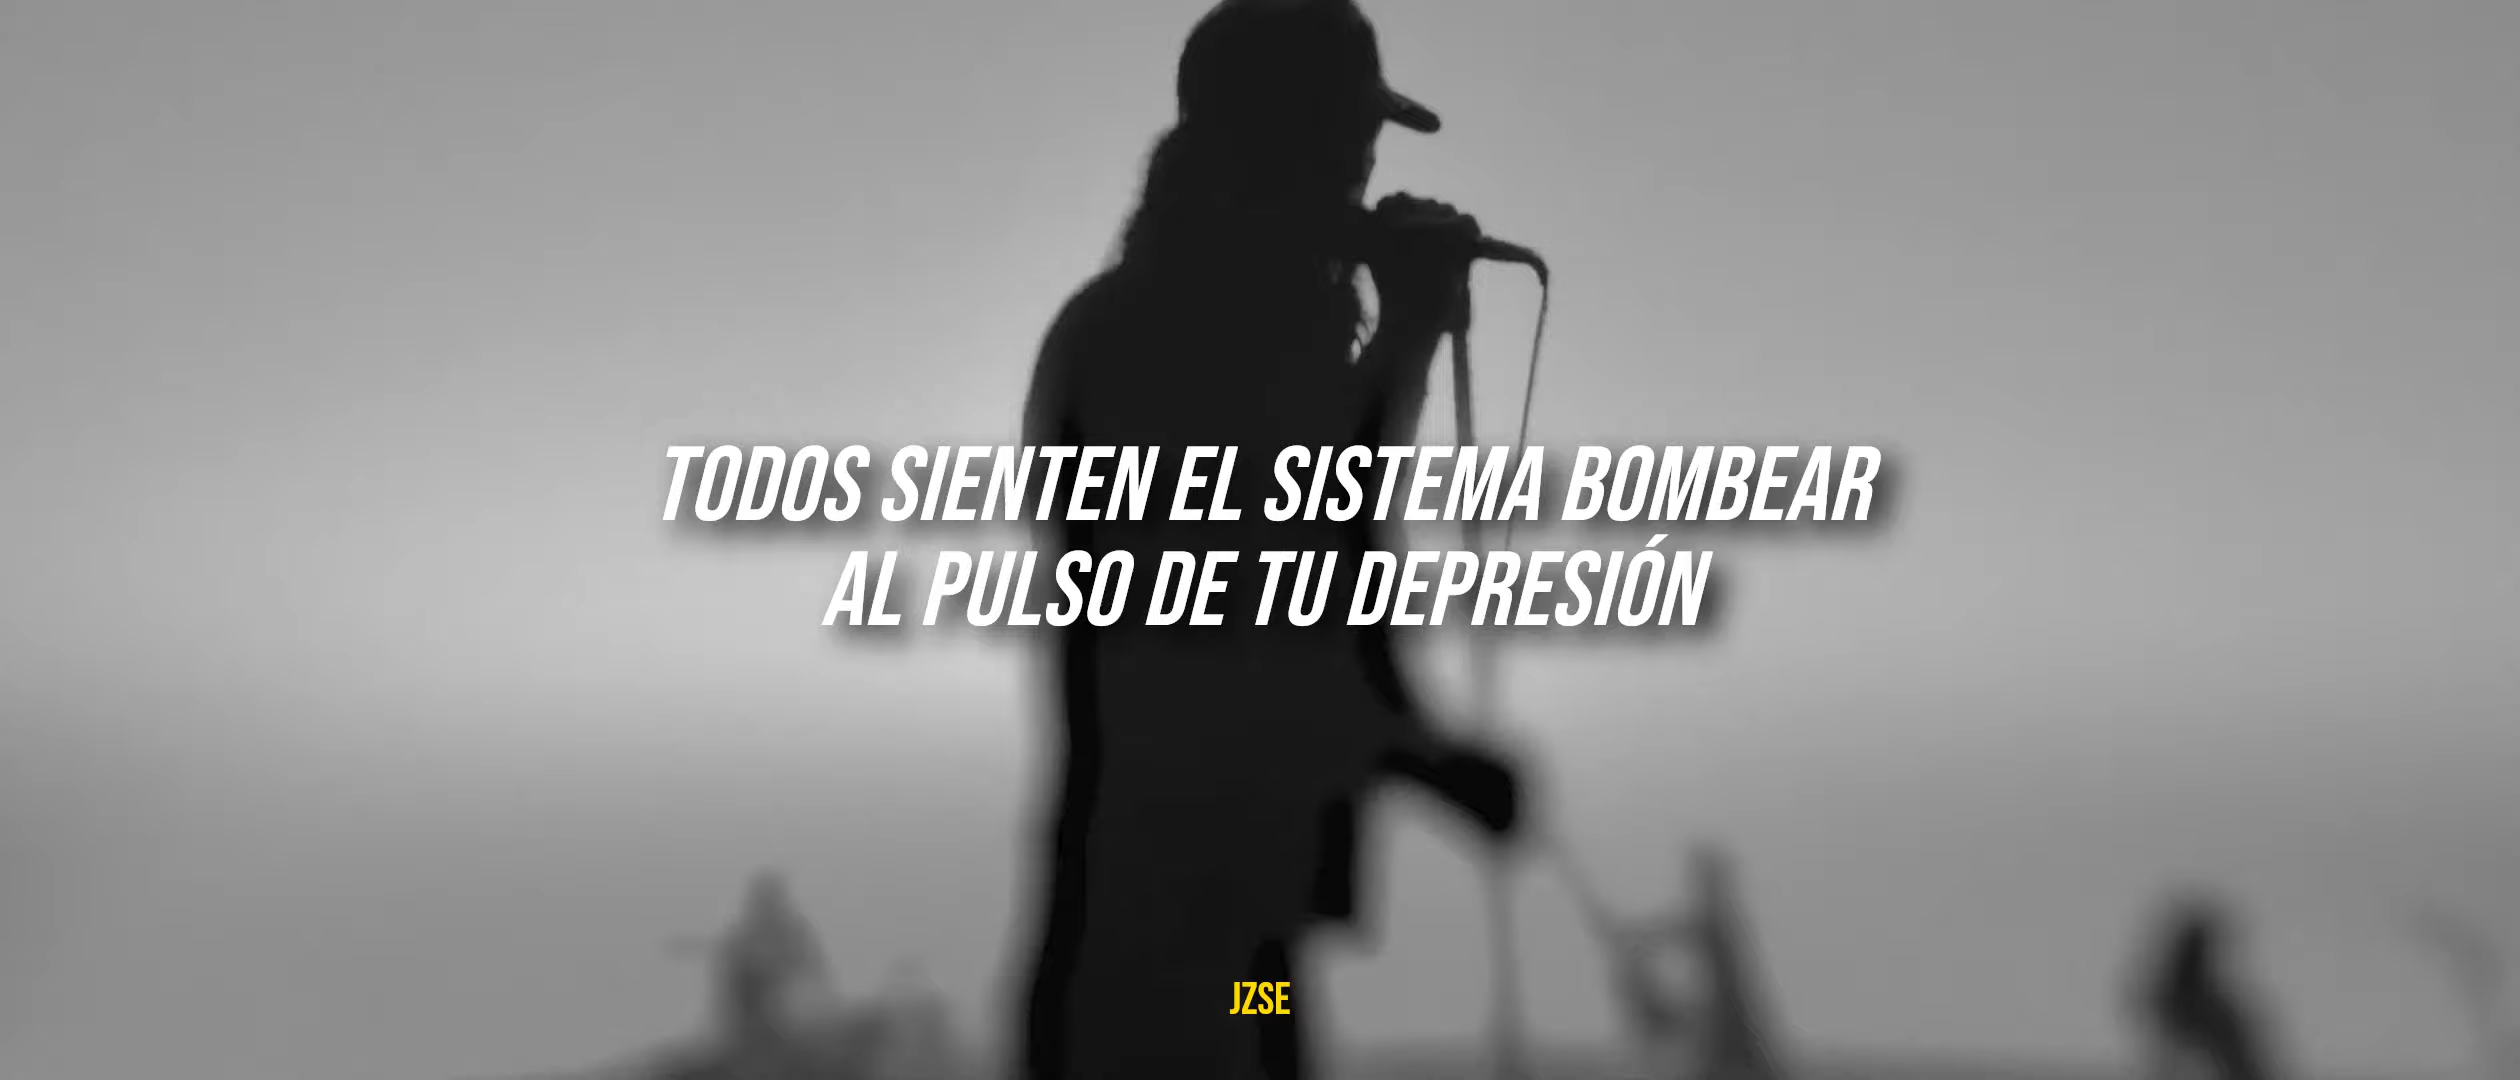 TODOS SIENTEN EL SISTEMA BOMBEAR
AL PULSO DE TU DEPRESIÓN
JZSE